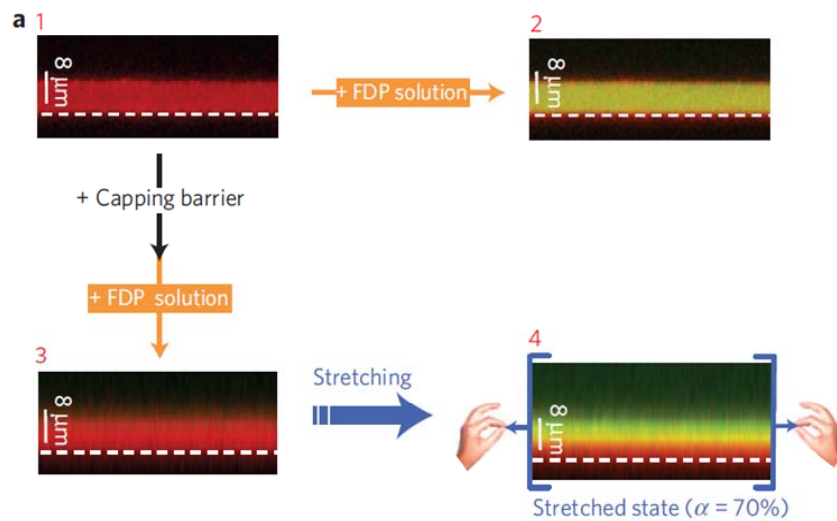 a
1
8 μm
+ FDP solution
2
8 μm
+ Capping barrier
+ FDP solution
3
8 μm
Stretching
4
8 μm
Stretched state (α = 70%)